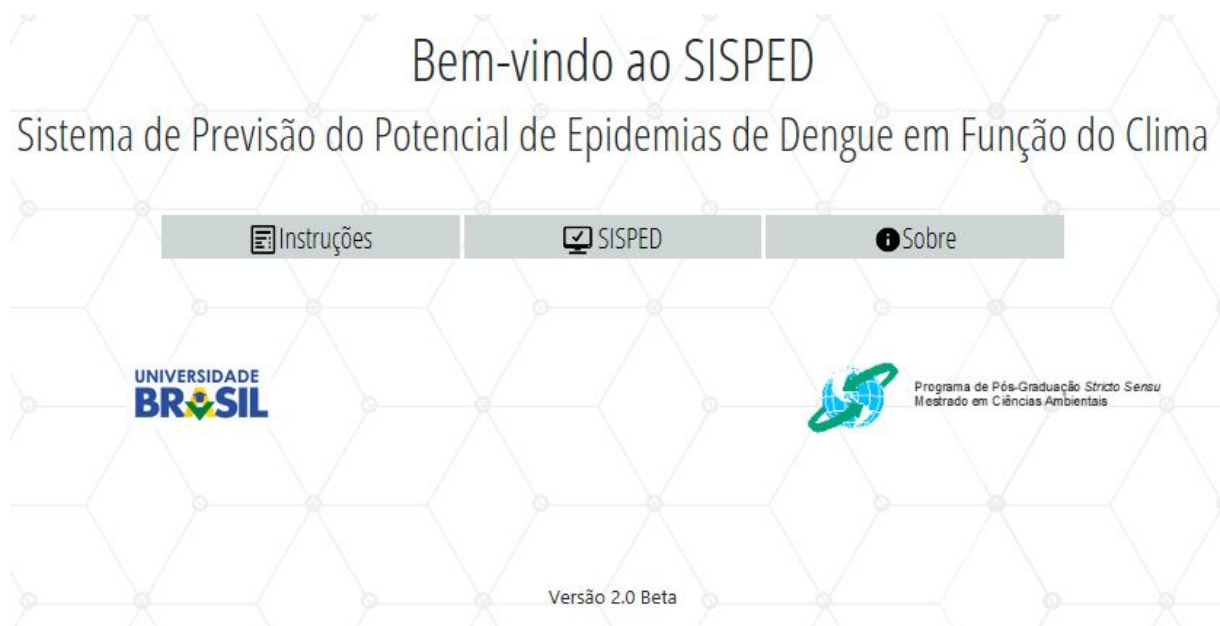 Bem-vindo ao SISPED
Sistema de Previsão do Potencial de Epidemias de Dengue em Função do Clima
Instruções
SISPED
Sobre
UNIVERSIDADE
BRASIL
Programa de Pós-Graduação Stricto Sensu
Mestrado em Ciências Ambientais
Versão 2.0 Beta